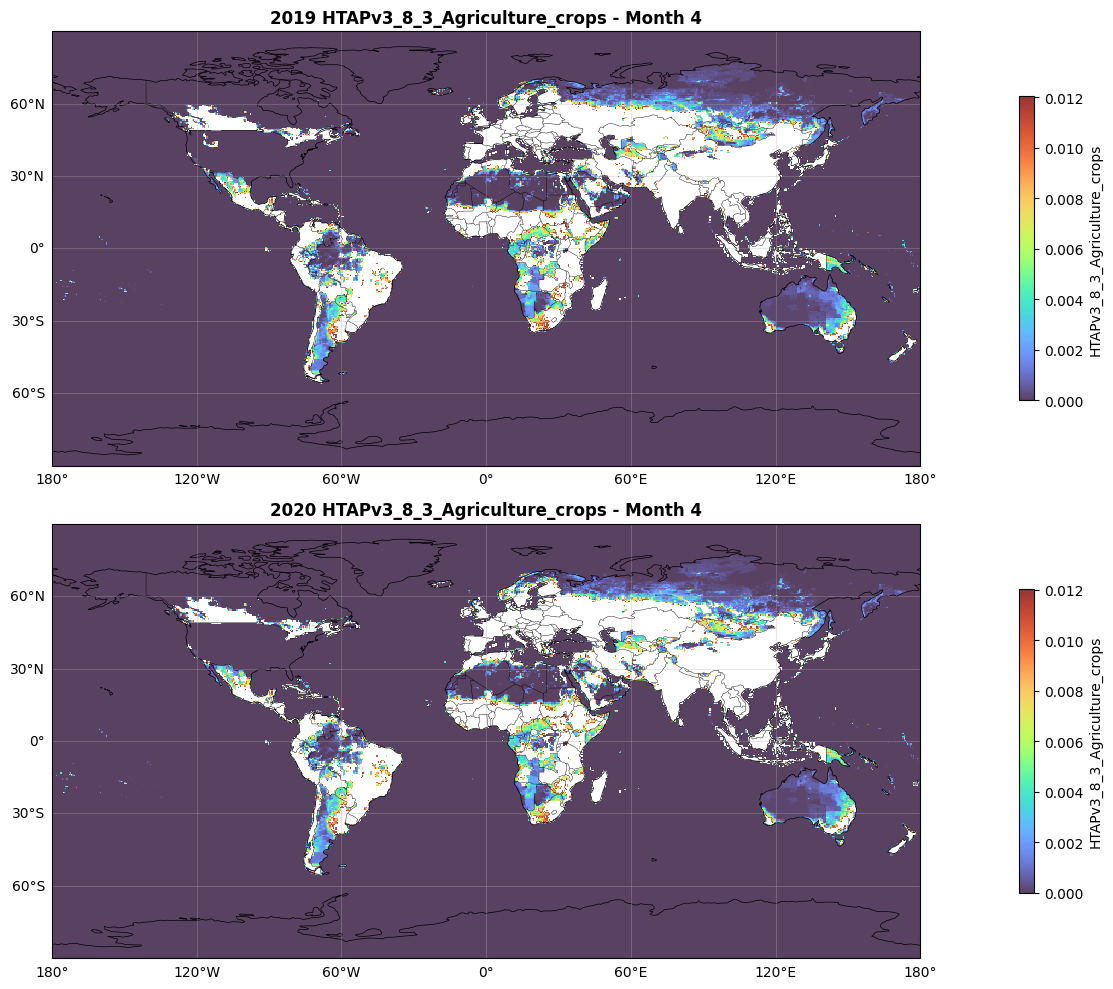 2019 HTAPv3_8_3_Agriculture_crops - Month 4
60°N
30°N
0°
30°S
60°S
180° 120°W 60°W 0° 60°E 120°E 180°
0.012
0.010
0.008
0.006
0.004
0.002
0.000
HTAPv3_8_3_Agriculture_crops
2020 HTAPv3_8_3_Agriculture_crops - Month 4
60°N
30°N
0°
30°S
60°S
180° 120°W 60°W 0° 60°E 120°E 180°
0.012
0.010
0.008
0.006
0.004
0.002
0.000
HTAPv3_8_3_Agriculture_crops